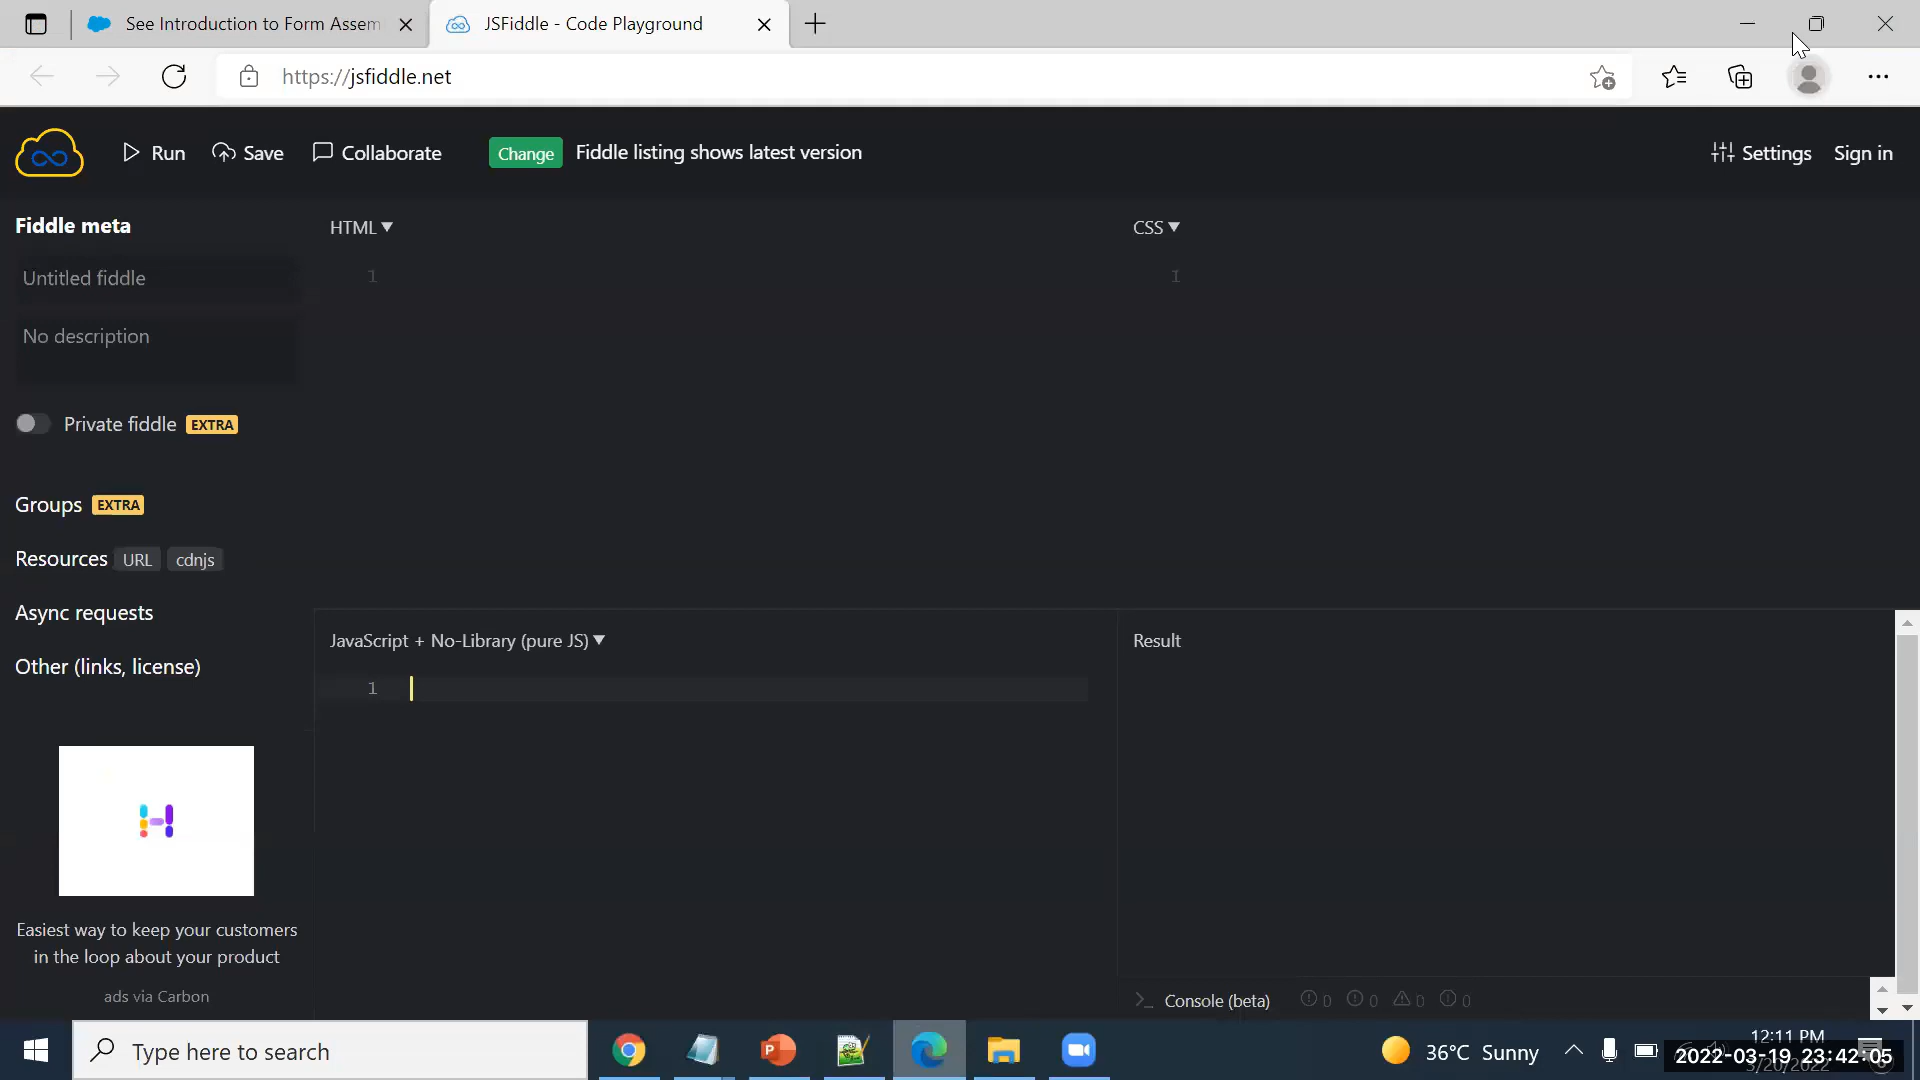 See Introduction to Form Assem
JSFiddle - Code Playground
https://jsfiddle.net
Run
Save
Collaborate
Change
Fiddle listing shows latest version
Settings
Sign in
Fiddle meta
Untitled fiddle
No description
Private fiddle EXTRA
Groups EXTRA
Resources URL cdnjs
Async requests
Other (links, license)
HTML
1
CSS
1
JavaScript + No-Library (pure JS)
1
Result
Easiest way to keep your customers
in the loop about your product
ads via Carbon
Console (beta)
0 0 0 0
Type here to search
36°C Sunny
12:11 PM
3/20/2022
2022-03-19 23:42:05